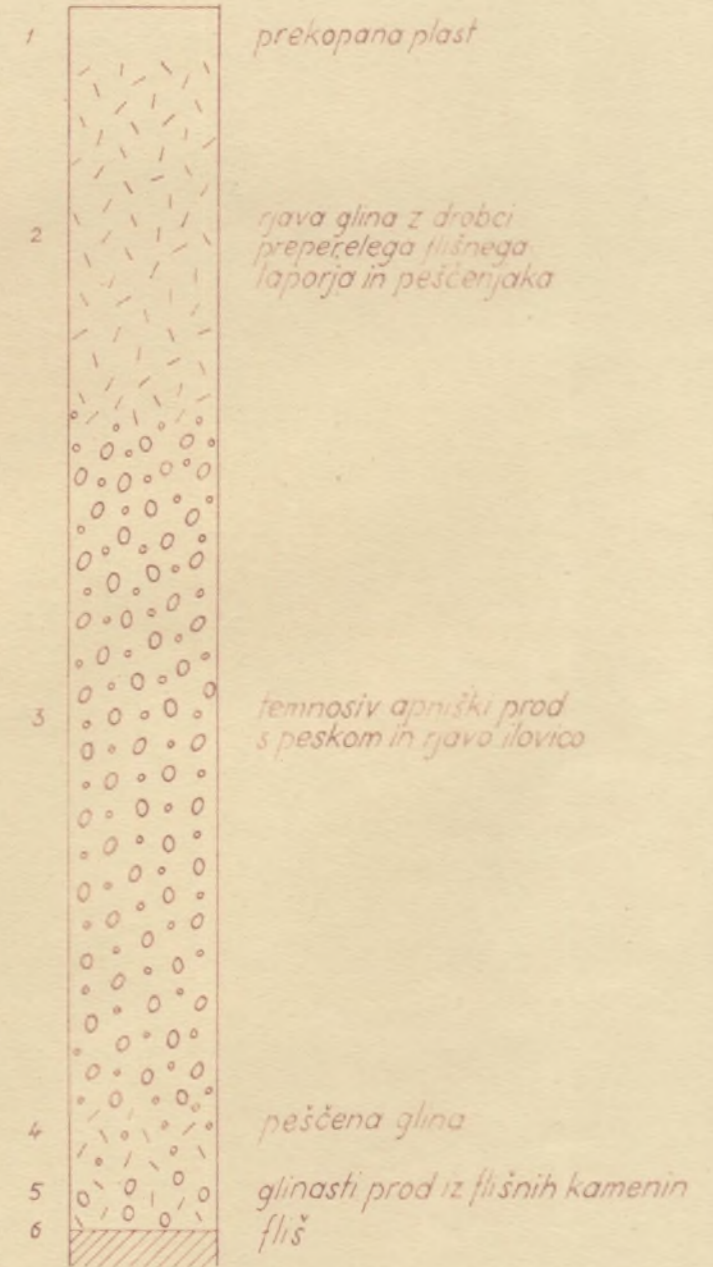 1 prekopana plast
2 rjava glina z drobci
preperelega flišnega
laporja in peščenjaka
3 temnosiv apniški prod
s peskom in rjavo ilovico
4 peščena glina
5 glinasti prod iz flišnih kamenin
6 fliš